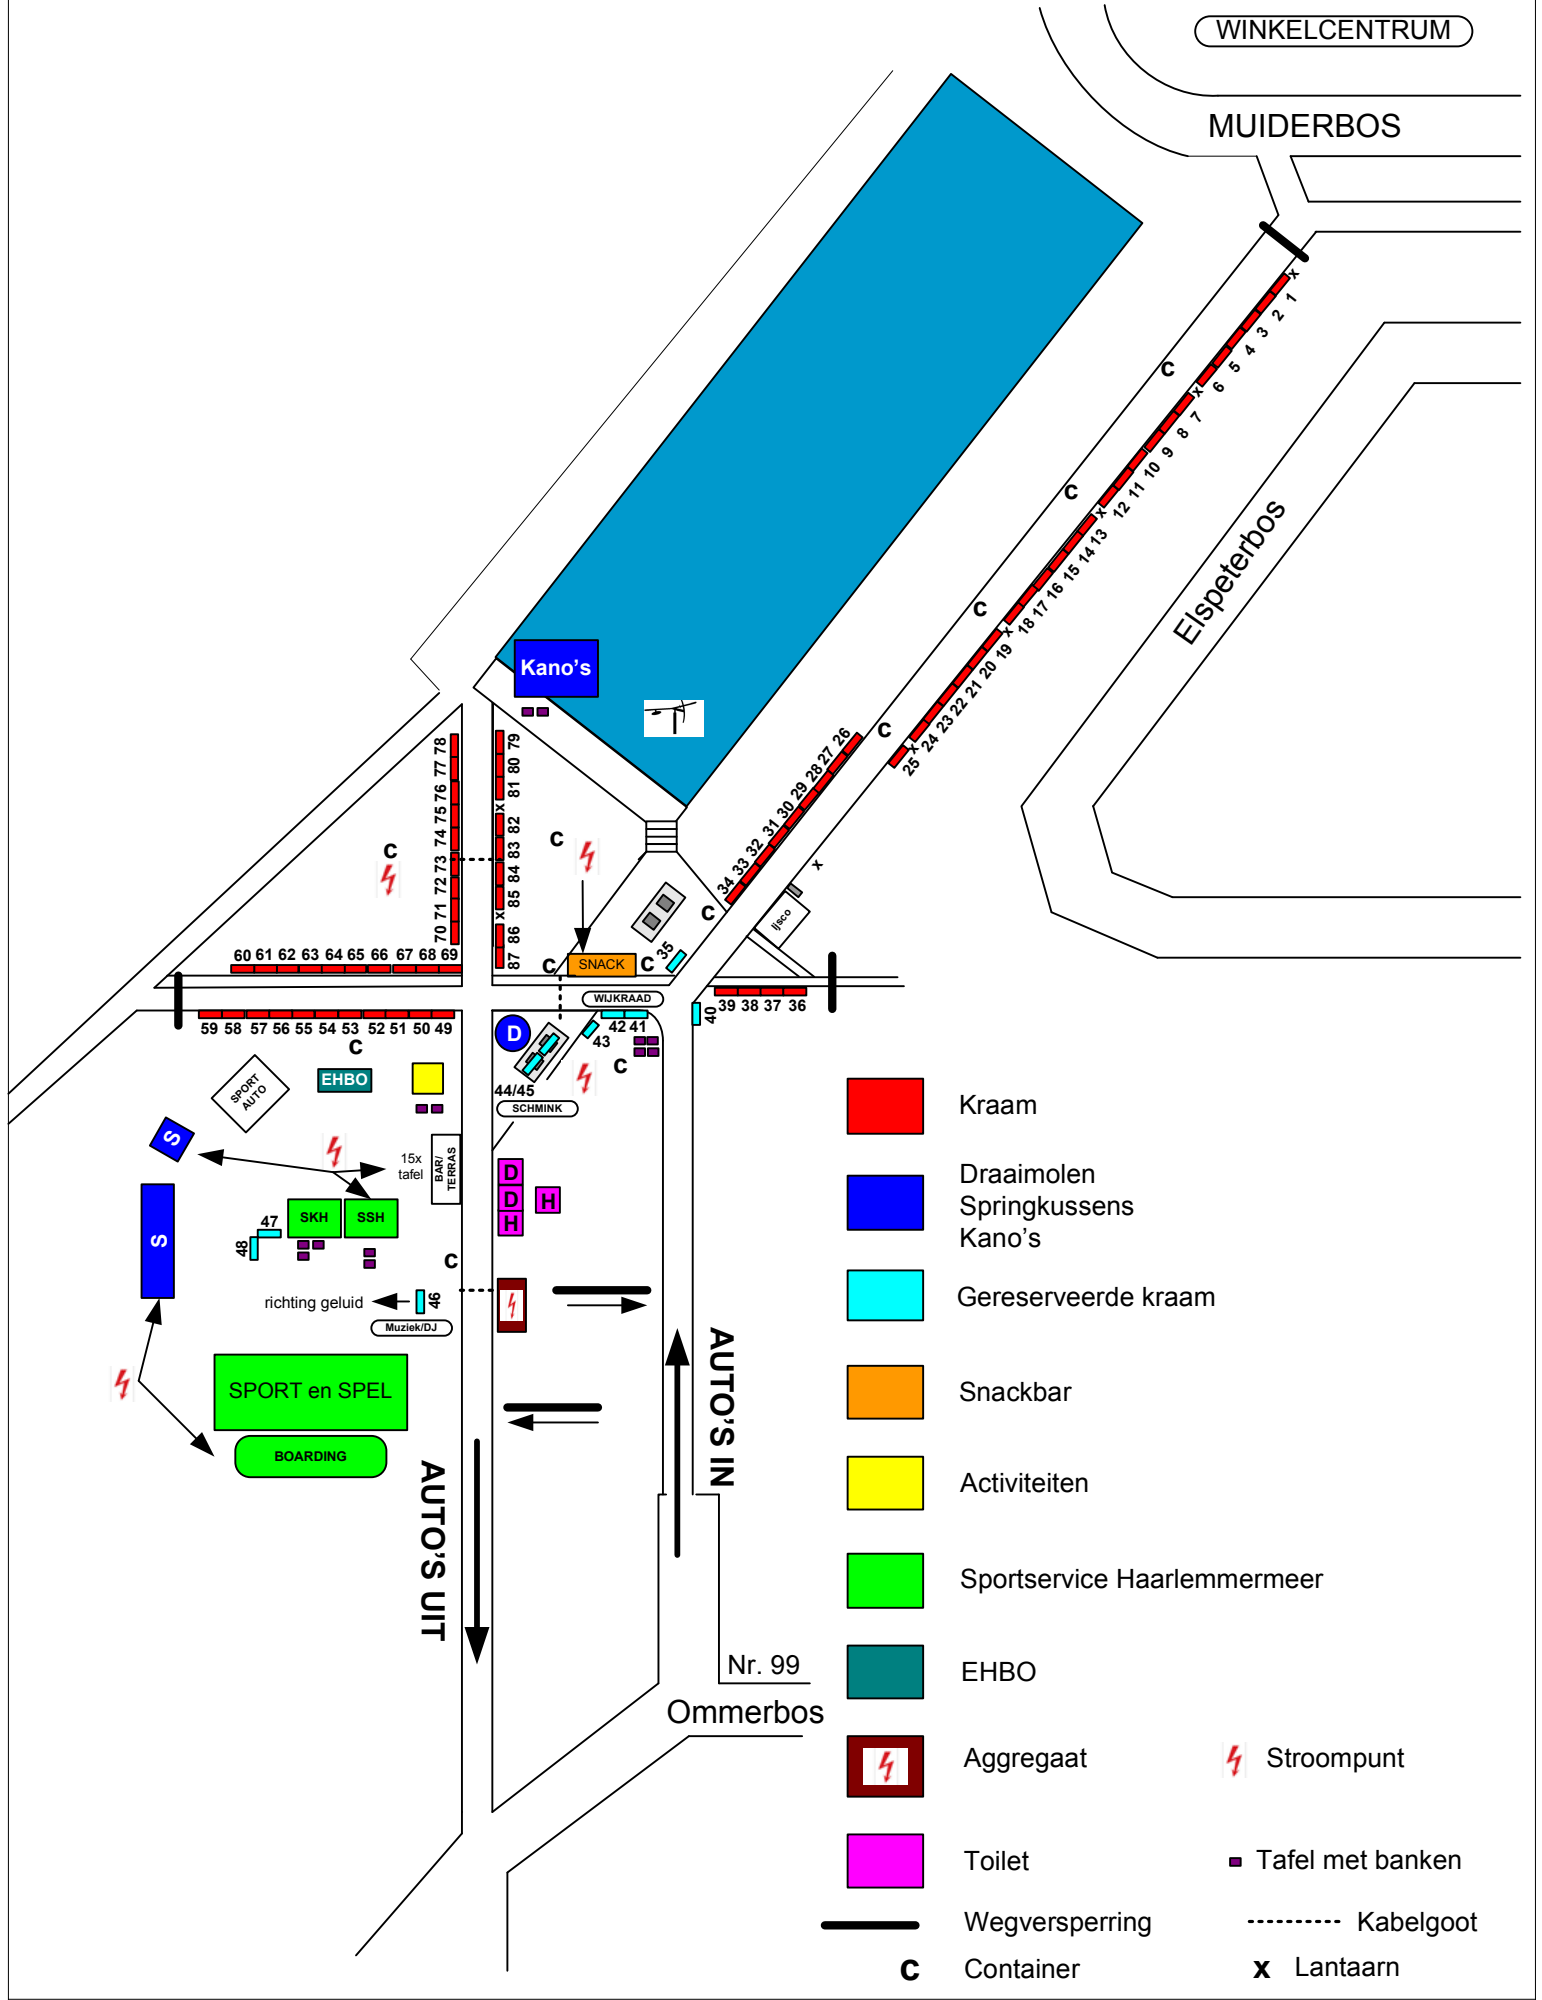 WINKELCENTRUM
MUIDERBOS
x
1
2
3
4
5
6
C
x
7
8
9
10
11
12
C
x
13
14
15
16
17
18
C
x
19
20
21
22
23
24
C
x
25
Elspeterbos
Kano's
26
27
28
29
30
31
32
33
34
x
C
Ijsco
78
77
76
75
74
73
72
71
70
79
80
81
x
82
83
84
85
x
86
87
C
C
60 61 62 63 64 65 66 67 68 69
C
SNACK
C
35
WIJKRAAD
39 38 37 36
40
59 58 57 56 55 54 53 52 51 50 49
C
D
42 41
43
C
44/45
SCHMINK
SPORT
AUTO
EHBO
S
15x
tafel
BAR/
TERRAS
D
D
H
H
S
SKH
SSH
47
48
C
richting geluid
46
Muziek/DJ
SPORT en SPEL
BOARDING
AUTO'S IN
AUTO'S UIT
Nr. 99
Ommerbos
Kraam
Draaimolen
Springkussens
Kano's
Gereserveerde kraam
Snackbar
Activiteiten
Sportservice Haarlemmermeer
EHBO
Aggregaat
Stroompunt
Toilet
Tafel met banken
Wegversperring
Kabelgoot
C Container
x Lantaarn